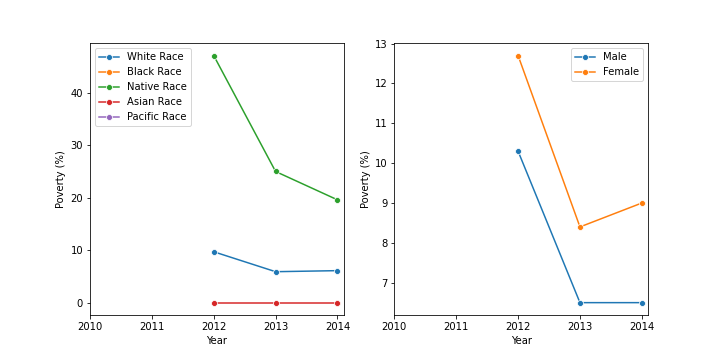 White Race
Black Race
Native Race
Asian Race
Pacific Race
Poverty (%)
40
30
20
10
0
2010 2011 2012 2013 2014
Year
Male
Female
Poverty (%)
13
12
11
10
9
8
7
2010 2011 2012 2013 2014
Year